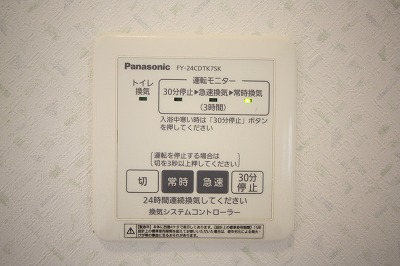 Panasonic FY-24CDTK7SK
トイレ
換気
運転モニター
30分停止▶急速換気▶常時換気
(3時間)
入浴中寒い時は「30分停止」ボタン
を押してください
運転を停止する場合は
切を3秒以上押してください
切 常時 急速 30分停止
24時間連続換気してください
換気システムコントローラー